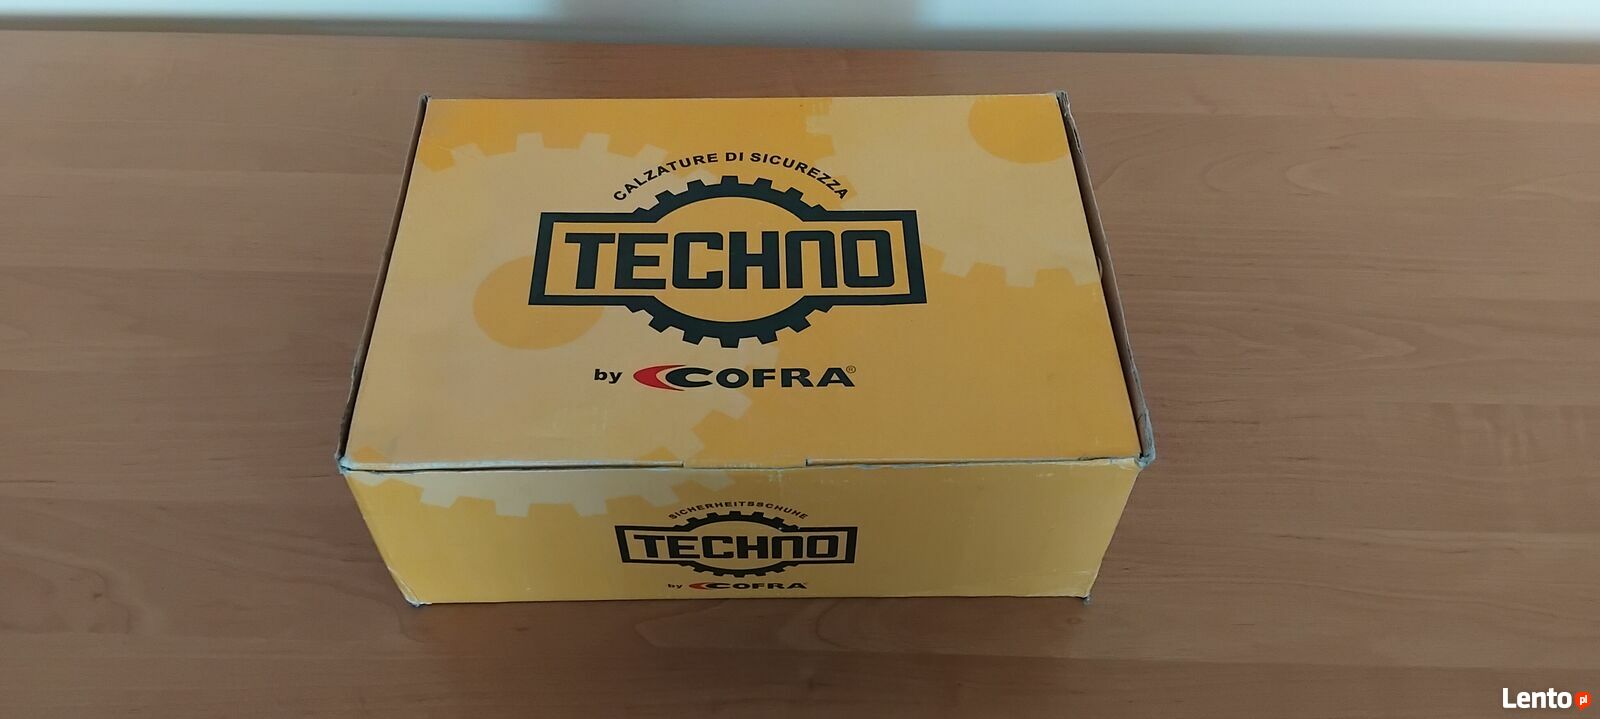 CALZATURE DI SICUREZZA
TECHNO
by COFRA®
SICHERHEITSSCHUHE
TECHNO
by COFRA
Lento.pl